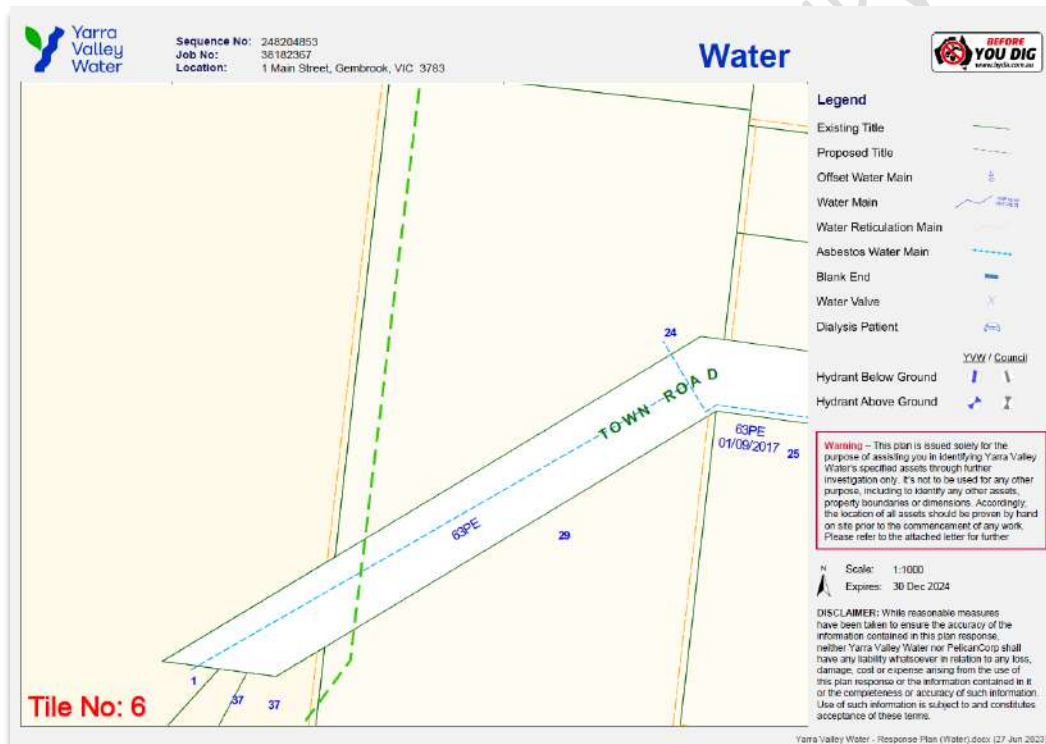 Yarra
Valley
Water
Sequence No: 248204853
Job No: 38182367
Location: 1 Main Street, Gembrook, VIC 3783
Water
BEFORE
YOU DIG
www.byda.com.au
Legend
Existing Title
Proposed Title
Offset Water Main
Water Main
Water Reticulation Main
Asbestos Water Main
Blank End
Water Valve
Dialysis Patient
YVW / Council
Hydrant Below Ground
Hydrant Above Ground
Warning – This plan is issued solely for the
purpose of assisting you in identifying Yarra Valley
Water's specified assets through further
investigation only. It's not to be used for any other
purpose, including to identify any other assets,
property boundaries or dimensions. Accordingly,
the location of all assets should be proven by hand
on site prior to the commencement of any work.
Please refer to the attached letter for further
N
Scale: 1:1000
Expires: 30 Dec 2024
DISCLAIMER: While reasonable measures
have been taken to ensure the accuracy of the
information contained in this plan response,
neither Yarra Valley Water nor PelicanCorp shall
have any liability whatsoever in relation to any loss,
damage, cost or expense arising from the use of
this plan response or the information contained in it
or the completeness or accuracy of such information.
Use of such information is subject to and constitutes
acceptance of these terms.
24
TOWN ROAD
63PE
01/09/2017 25
63PE
29
1
37
37
Tile No: 6
Yarra Valley Water - Response Plan (Water).docx (27 Jun 2023)